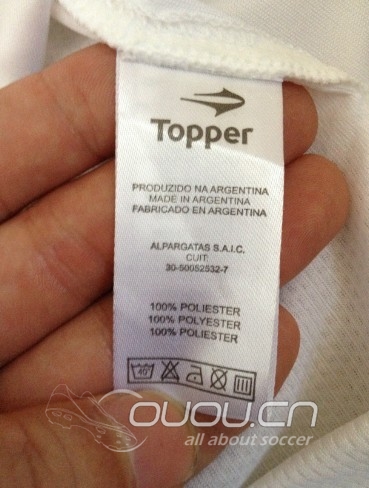 Topper
PRODUZIDO NA ARGENTINA
MADE IN ARGENTINA
FABRICADO EN ARGENTINA
ALPARGATAS S.A.I.C.
CUIT:
30-50052532-7
100% POLIESTER
100% POLYESTER
100% POLIESTER
40°
OUOU.CN
all about soccer